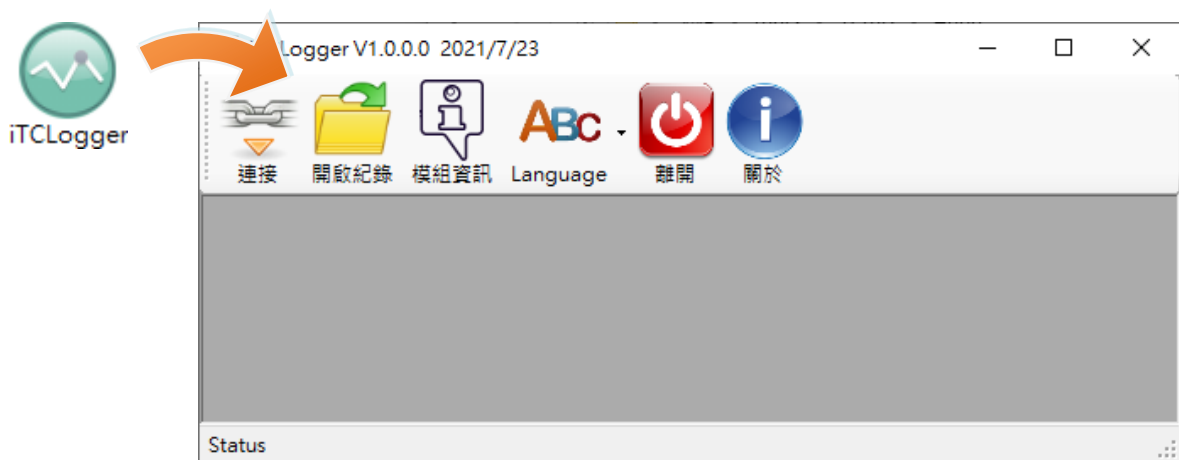 iTCLogger
Logger V1.0.0.0 2021/7/23
連接 開啟紀錄 模組資訊 Language 離開 關於
ABC
Status